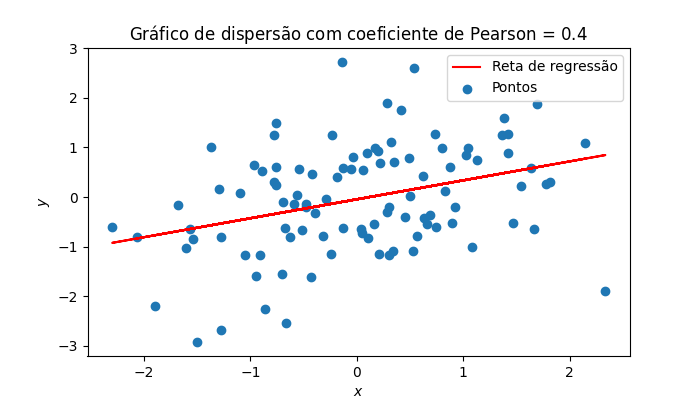 Gráfico de dispersão com coeficiente de Pearson = 0.4
Reta de regressão
Pontos
3
2
1
0
−1
−2
−3
y
−2
−1
0
1
2
x